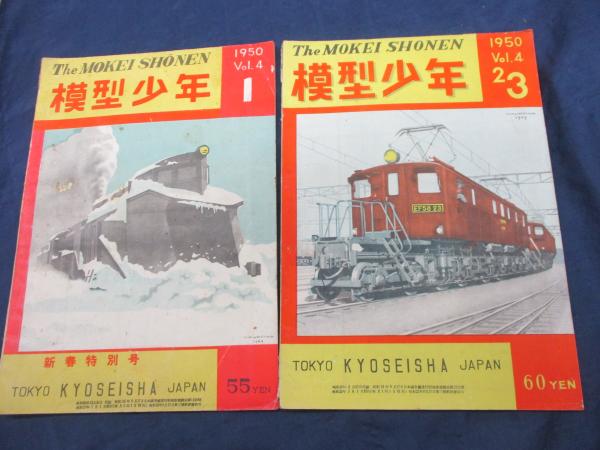 The MOKEI SHONEN
1950
Vol.4
1
模型少年
新春特別号
TOKYO KYOSEISHA JAPAN
55 YEN
The MOKEI SHONEN
1950
Vol.4
2 3
模型少年
EF58 23
TOKYO KYOSEISHA JAPAN
60 YEN